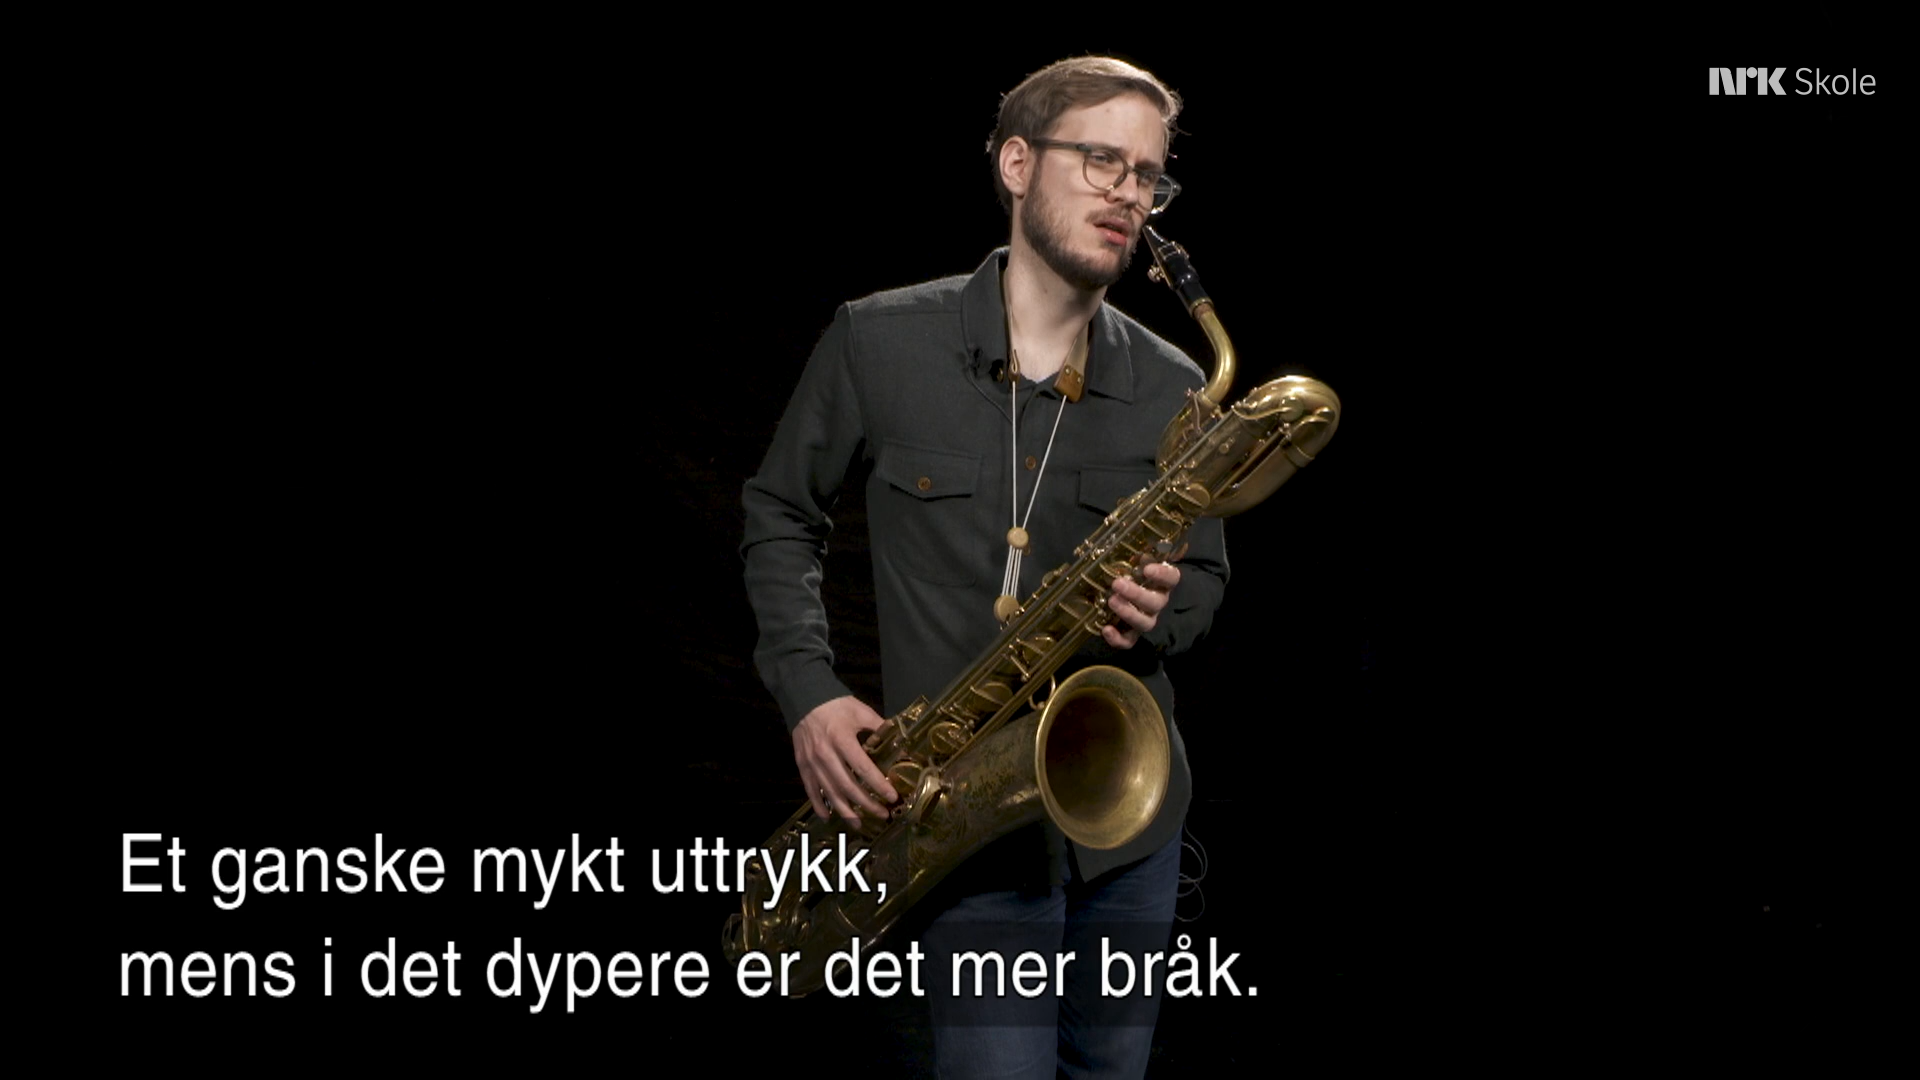 NRK Skole
Et ganske mykt uttrykk,
mens i det dypere er det mer bråk.